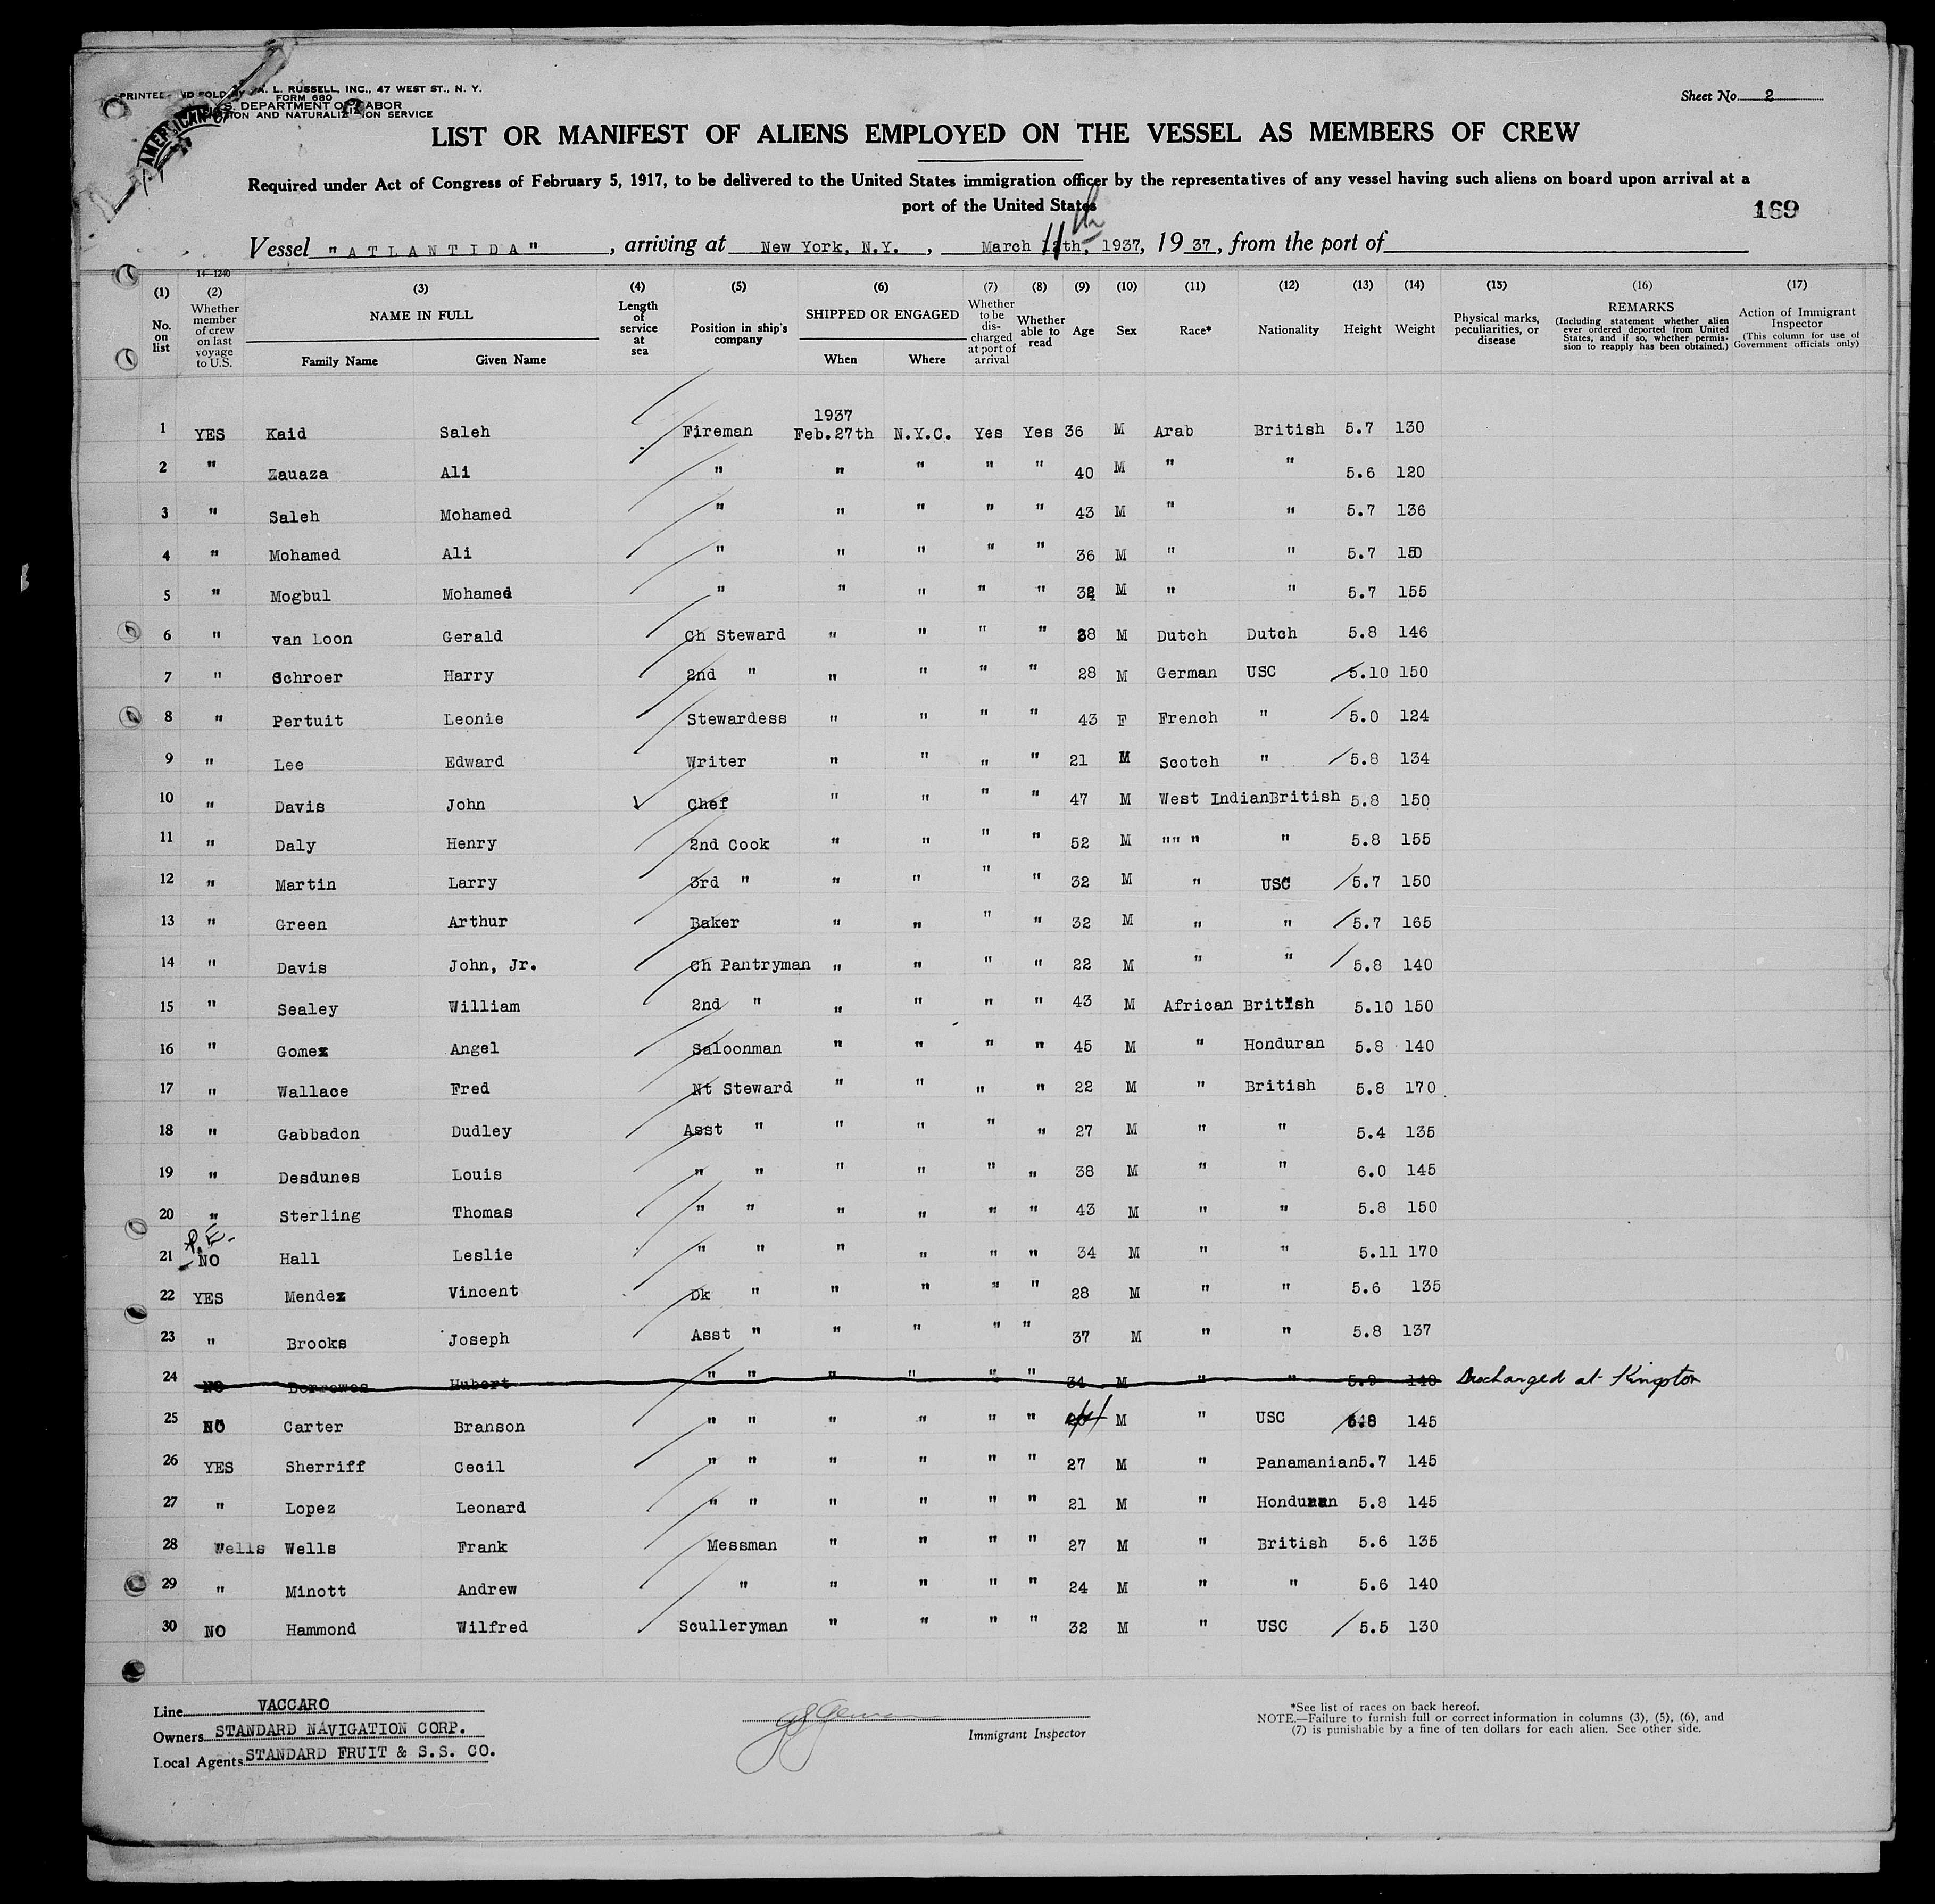 PRINTED AND SOLD BY A. L. RUSSELL, INC., 47 WEST ST., N. Y.
FORM 680
U.S. DEPARTMENT OF LABOR
IMMIGRATION AND NATURALIZATION SERVICE
AMERICAN
Sheet No. 2
LIST OR MANIFEST OF ALIENS EMPLOYED ON THE VESSEL AS MEMBERS OF CREW
Required under Act of Congress of February 5, 1917, to be delivered to the United States immigration officer by the representatives of any vessel having such aliens on board upon arrival at a
port of the United States
169
Vessel "ATLANTIDA", arriving at New York, N.Y., March 11th, 1937, 19 37, from the port of
14-1240
(1) (2) (3) (4) (5) (6) (7) (8) (9) (10) (11) (12) (13) (14) (15) (16) (17)
No. on list
Whether member of crew on last voyage to U.S.
NAME IN FULL
Family Name Given Name
Length of service at sea
Position in ship's company
SHIPPED OR ENGAGED
When Where
Whether to be discharged at port of arrival
Whether able to read
Age Sex Race* Nationality Height Weight
Physical marks, peculiarities, or disease
REMARKS
(Including statement whether alien ever ordered deported from United States, and if so, whether permission to reapply has been obtained.)
Action of Immigrant Inspector
(This column for use of Government officials only)
1937
1 YES Kaid Saleh Fireman Feb.27th N.Y.C. Yes Yes 36 M Arab British 5.7 130
2 " Zauaza Ali " " " " " 40 M " " 5.6 120
3 " Saleh Mohamed " " " " " 43 M " " 5.7 136
4 " Mohamed Ali " " " " " 36 M " " 5.7 150
5 " Mogbul Mohamed " " " " " M " " 5.7 155
6 " van Loon Gerald Ch Steward " " " " 38 M Dutch Dutch 5.8 146
7 " Schroer Harry 2nd " " " " " 28 M German USC 5.10 150
8 " Pertuit Leonie Stewardess " " " " 43 F French " 5.0 124
9 " Lee Edward Writer " " " " 21 M Scotch " 5.8 134
10 " Davis John Chef " " " " 47 M West Indian British 5.8 150
11 " Daly Henry 2nd Cook " " " " 52 M "" " " 5.8 155
12 " Martin Larry 3rd " " " " " 32 M " USC 5.7 150
13 " Green Arthur Baker " " " " 32 M " " 5.7 165
14 " Davis John, Jr. Ch Pantryman " " " " 22 M " " 5.8 140
15 " Sealey William 2nd " " " " " 43 M African British 5.10 150
16 " Gomez Angel Saloonman " " " " 45 M " Honduran 5.8 140
17 " Wallace Fred Nt Steward " " " " 22 M " British 5.8 170
18 " Gabbadon Dudley Asst " " " " " 27 M " " 5.4 135
19 " Desdunes Louis " " " " " " 38 M " " 6.0 145
20 " Sterling Thomas " " " " " " 43 M " " 5.8 150
P.E.
21 NO Hall Leslie " " " " " " 34 M " " 5.11 170
22 YES Mendez Vincent Dk " " " " " 28 M " " 5.6 135
23 " Brooks Joseph Asst " " " " " 37 M " " 5.8 137
24 NO Borrowes Hubert " " " " " " 34 M " " 5.9 140 Discharged at Kingston
25 NO Carter Branson " " " " " " M " USC 5.8 145
26 YES Sherriff Cecil " " " " " " 27 M " Panamanian 5.7 145
27 " Lopez Leonard " " " " " " 21 M " Honduran 5.8 145
28 Wells Wells Frank Messman " " " " 27 M " British 5.6 135
29 " Minott Andrew " " " " " 24 M " " 5.6 140
30 NO Hammond Wilfred Sculleryman " " " " 32 M " USC 5.5 130
Line VACCARO
Owners STANDARD NAVIGATION CORP.
Local Agents STANDARD FRUIT & S.S. CO.
Immigrant Inspector
*See list of races on back hereof.
NOTE.—Failure to furnish full or correct information in columns (3), (5), (6), and
(7) is punishable by a fine of ten dollars for each alien. See other side.